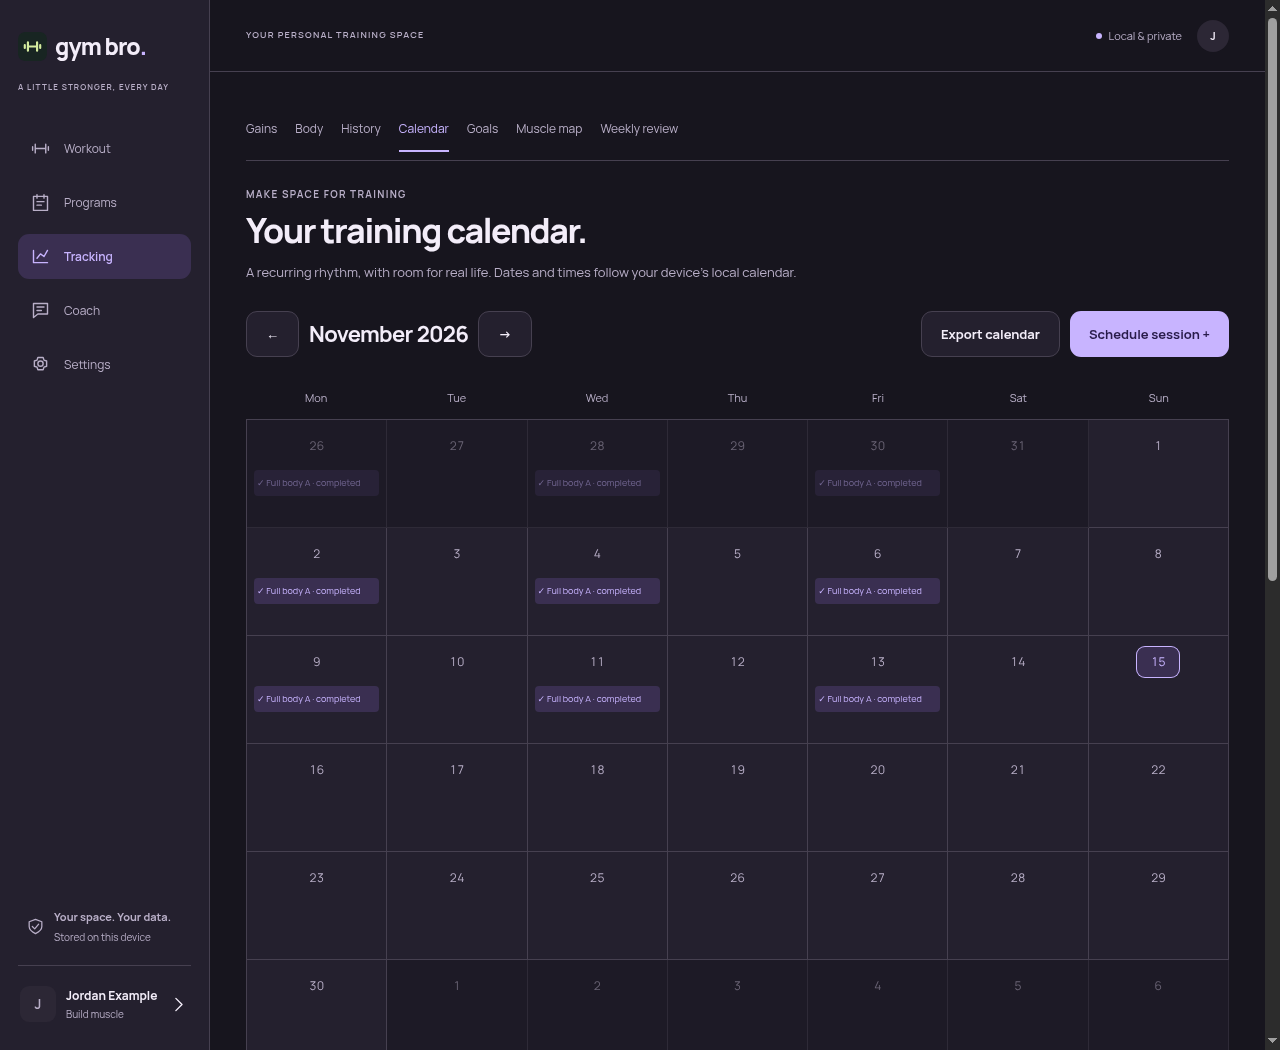 gym bro.
A LITTLE STRONGER, EVERY DAY
Workout
Programs
Tracking
Coach
Settings
Your space. Your data.
Stored on this device
J
Jordan Example
Build muscle
YOUR PERSONAL TRAINING SPACE
Local & private
J
Gains Body History Calendar Goals Muscle map Weekly review
MAKE SPACE FOR TRAINING
Your training calendar.
A recurring rhythm, with room for real life. Dates and times follow your device's local calendar.
← November 2026 →
Export calendar
Schedule session +
Mon Tue Wed Thu Fri Sat Sun
26 27 28 29 30 31 1
✓ Full body A · completed ✓ Full body A · completed ✓ Full body A · completed
2 3 4 5 6 7 8
✓ Full body A · completed ✓ Full body A · completed ✓ Full body A · completed
9 10 11 12 13 14 15
✓ Full body A · completed ✓ Full body A · completed ✓ Full body A · completed
16 17 18 19 20 21 22
23 24 25 26 27 28 29
30 1 2 3 4 5 6